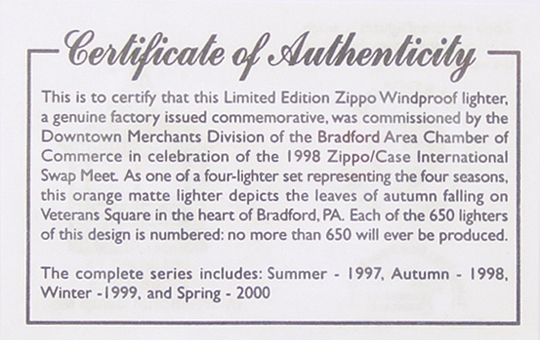 Certificate of Authenticity
This is to certify that this Limited Edition Zippo Windproof lighter,
a genuine factory issued commemorative, was commissioned by the
Downtown Merchants Division of the Bradford Area Chamber of
Commerce in celebration of the 1998 Zippo/Case International
Swap Meet. As one of a four-lighter set representing the four seasons,
this orange matte lighter depicts the leaves of autumn falling on
Veterans Square in the heart of Bradford, PA. Each of the 650 lighters
of this design is numbered: no more than 650 will ever be produced.
The complete series includes: Summer - 1997, Autumn - 1998,
Winter -1999, and Spring - 2000